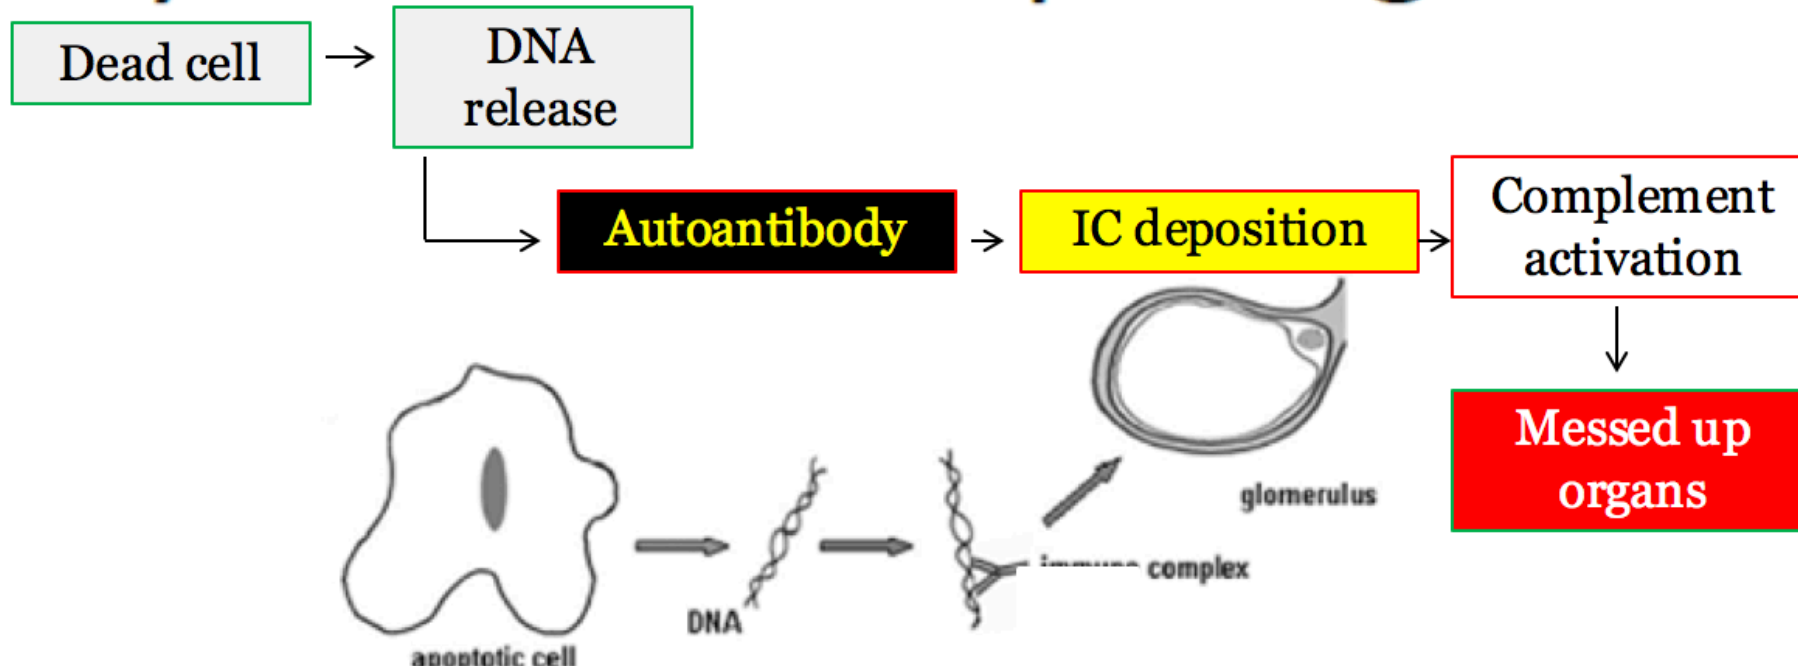 Dead cell
DNA
release
Autoantibody
IC deposition
Complement
activation
Messed up
organs
glomerulus
complex
DNA
apoptotic cell